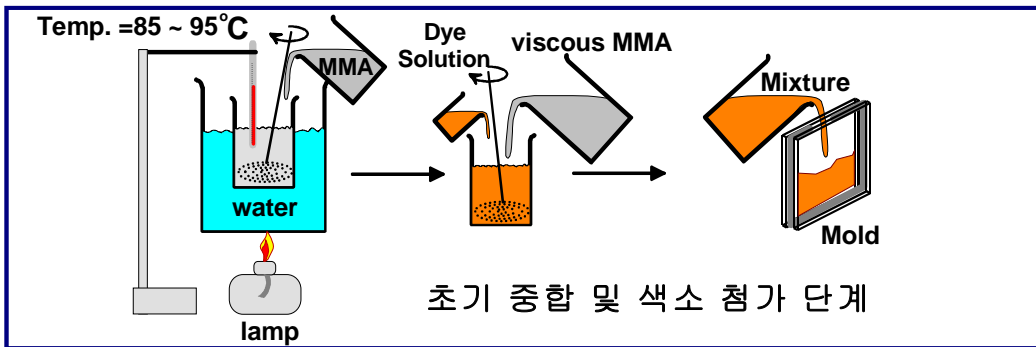 Temp. =85 ~ 95°C
MMA
water
lamp
Dye
Solution
viscous MMA
Mixture
Mold
초기 중합 및 색소 첨가 단계